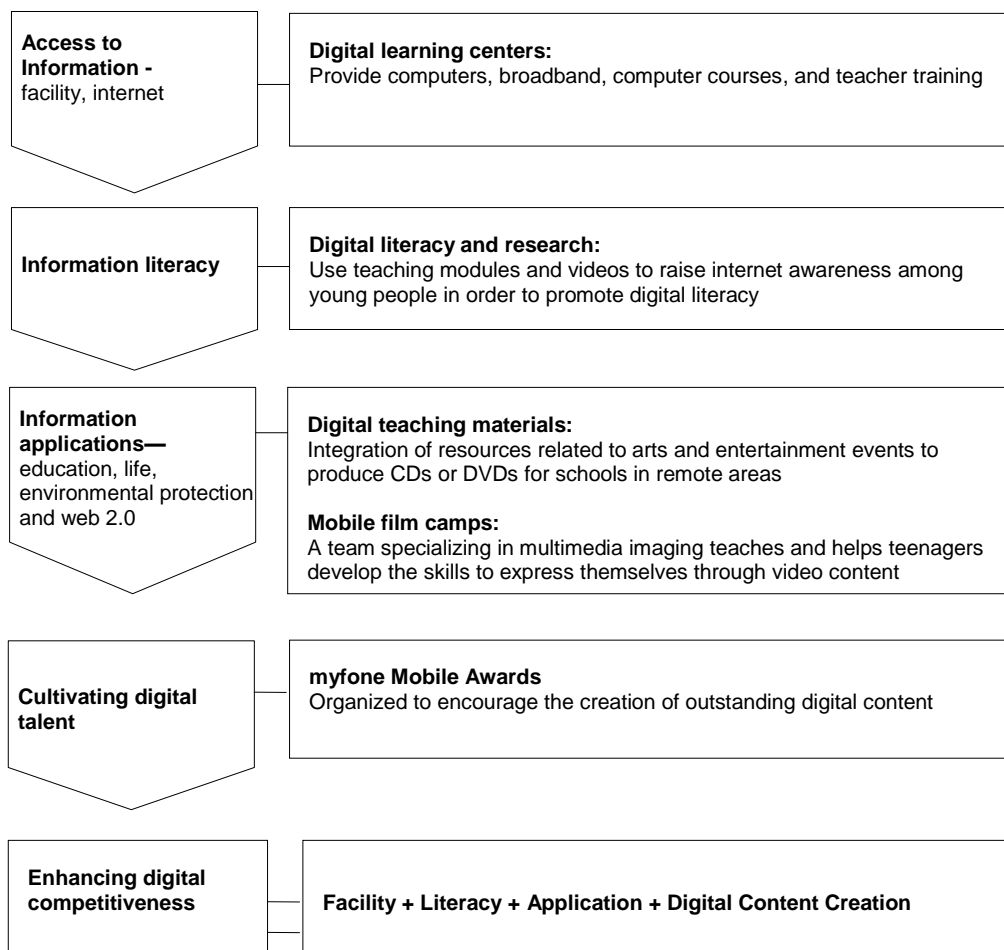 Access to
Information -
facility, internet
Digital learning centers:
Provide computers, broadband, computer courses, and teacher training
Information literacy
Digital literacy and research:
Use teaching modules and videos to raise internet awareness among
young people in order to promote digital literacy
Information
applications—
education, life,
environmental protection
and web 2.0
Digital teaching materials:
Integration of resources related to arts and entertainment events to
produce CDs or DVDs for schools in remote areas
Mobile film camps:
A team specializing in multimedia imaging teaches and helps teenagers
develop the skills to express themselves through video content
Cultivating digital
talent
myfone Mobile Awards
Organized to encourage the creation of outstanding digital content
Enhancing digital
competitiveness
Facility + Literacy + Application + Digital Content Creation